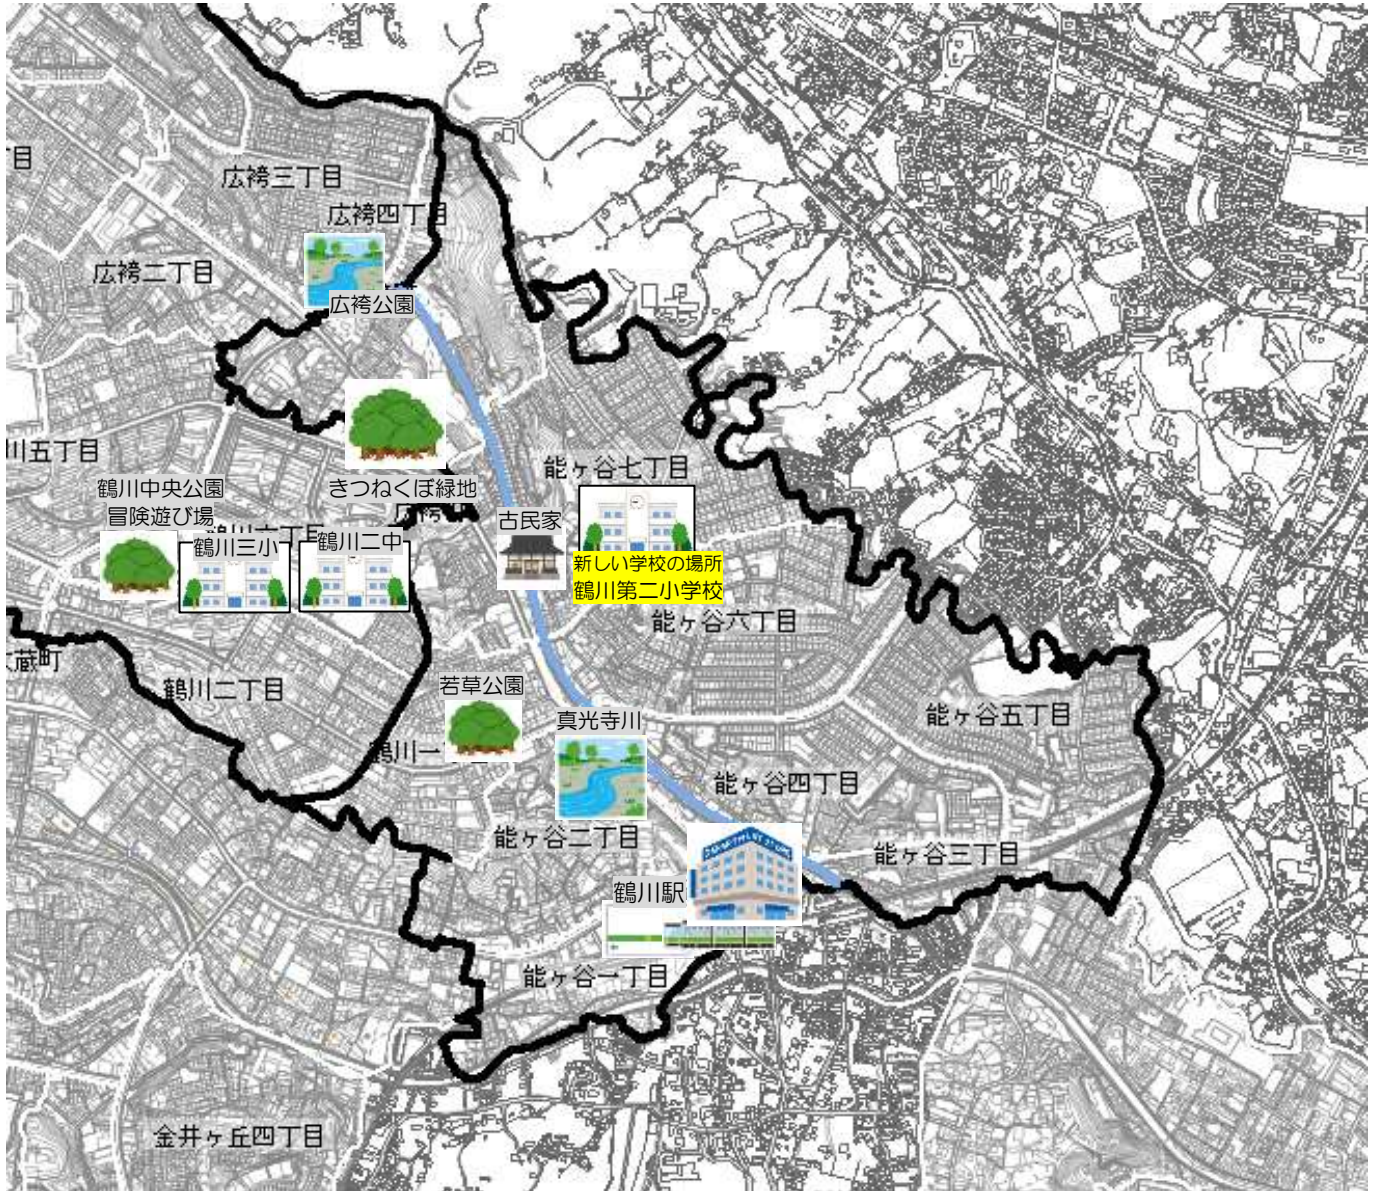 丁目
広袴三丁目
広袴四丁目
広袴二丁目
広袴公園
川五丁目
能ヶ谷七丁目
鶴川中央公園
冒険遊び場
きつねくぼ緑地
古民家
鶴川三小
鶴川二中
新しい学校の場所
鶴川第二小学校
能ヶ谷六丁目
蔵町
鶴川二丁目
若草公園
真光寺川
能ヶ谷五丁目
鶴川一
能ヶ谷四丁目
能ヶ谷二丁目
能ヶ谷三丁目
鶴川駅
能ヶ谷一丁目
金井ヶ丘四丁目